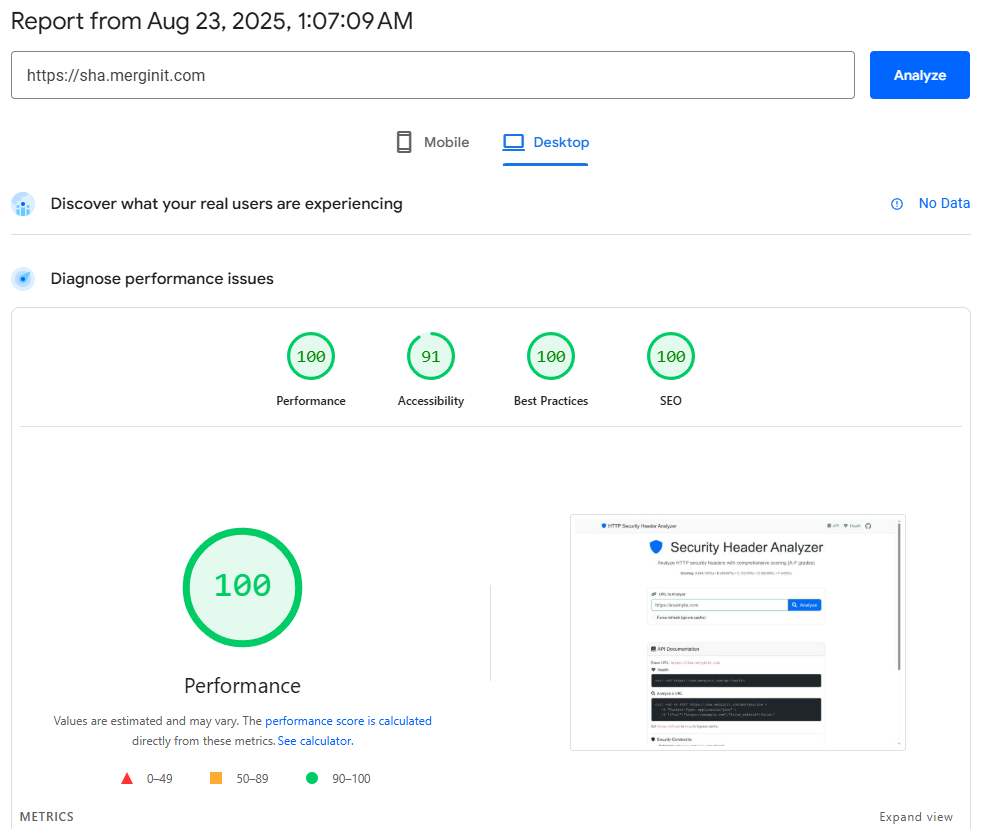 Report from Aug 23, 2025, 1:07:09 AM
https://sha.merginit.com
Analyze
Mobile
Desktop
Discover what your real users are experiencing
No Data
Diagnose performance issues
100
91
100
100
Performance
Accessibility
Best Practices
SEO
100
Performance
Values are estimated and may vary. The performance score is calculated
directly from these metrics. See calculator.
0–49
50–89
90–100
HTTP Security Header Analyzer
API
Health
Security Header Analyzer
Analyze HTTP security headers with comprehensive scoring (A-F grades)
URL to Analyze
https://example.com
Analyze
Force refresh (ignore cache)
API Documentation
Base URL: https://sha.merginit.com
Health
Analyze a URL
Security Constraints
METRICS
Expand view